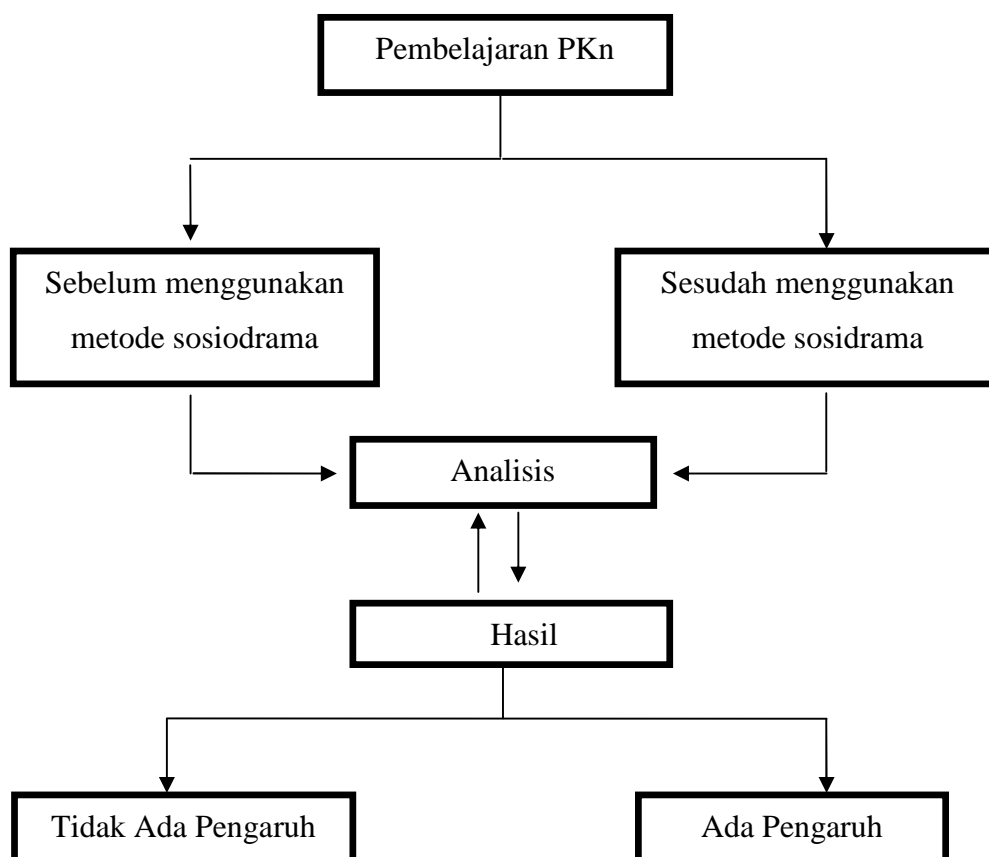 Pembelajaran PKn
Sebelum menggunakan
metode sosiodrama
Sesudah menggunakan
metode sosidrama
Analisis
Hasil
Tidak Ada Pengaruh
Ada Pengaruh